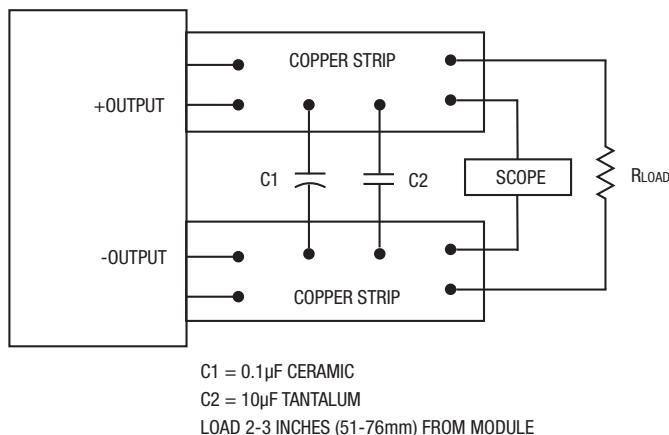 COPPER STRIP
+OUTPUT
C1
C2
SCOPE
RLOAD
-OUTPUT
COPPER STRIP
C1 = 0.1µF CERAMIC
C2 = 10µF TANTALUM
LOAD 2-3 INCHES (51-76mm) FROM MODULE